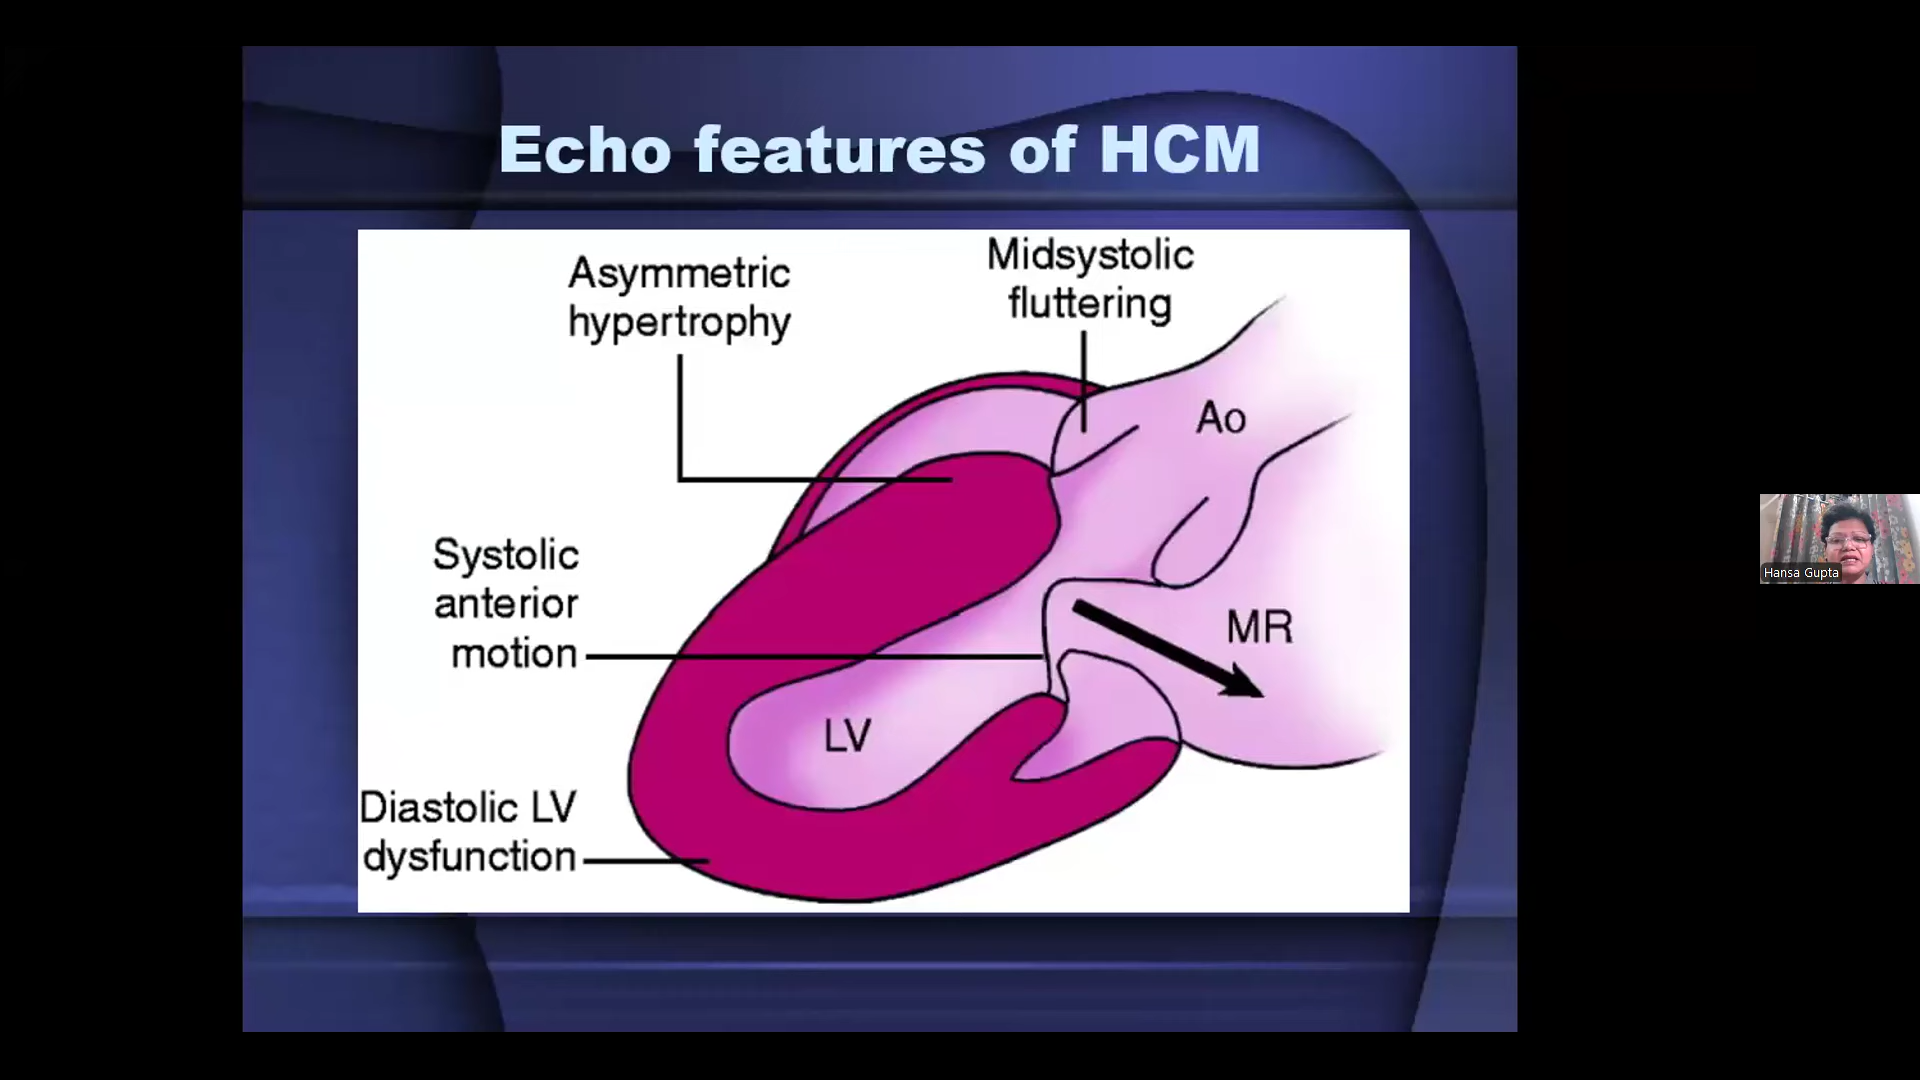 Echo features of HCM
Asymmetric
hypertrophy
Midsystolic
fluttering
Ao
Systolic
anterior
motion
MR
LV
Diastolic LV
dysfunction
Hansa Gupta